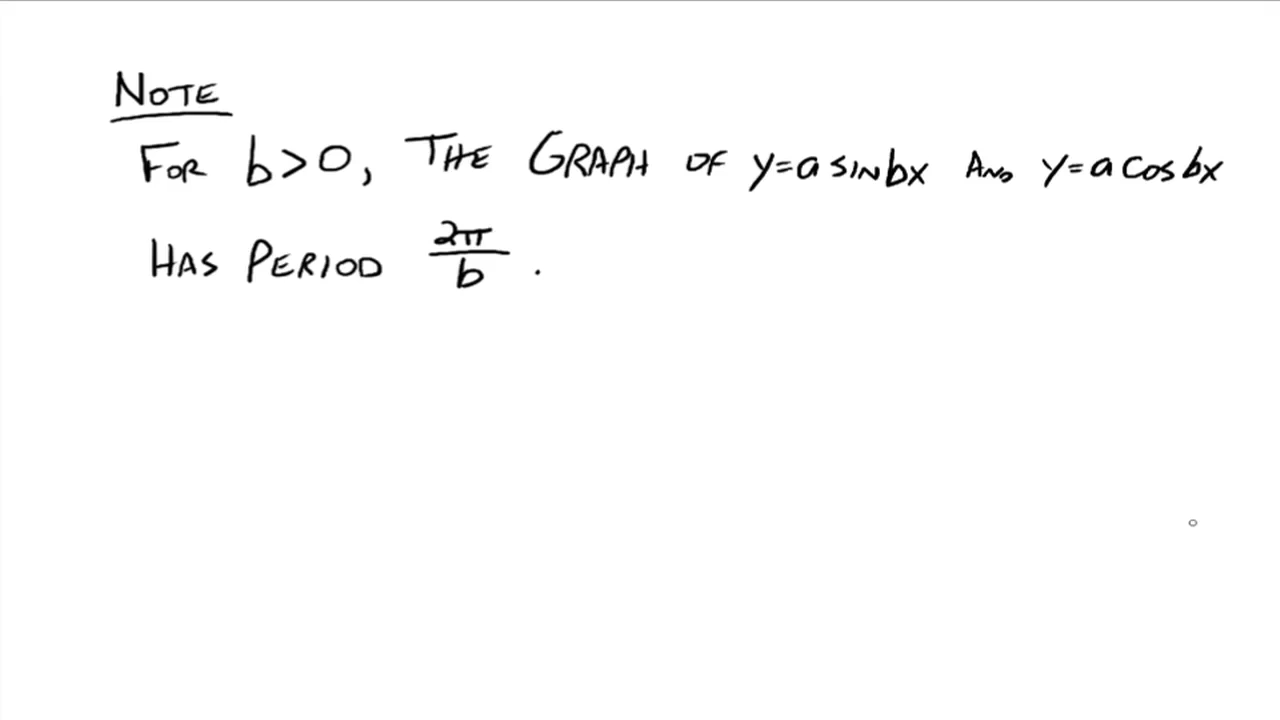 NOTE
FOR b>0, THE GRAPH OF y=a sin bx AND y=a cos bx
HAS PERIOD 2π/b.